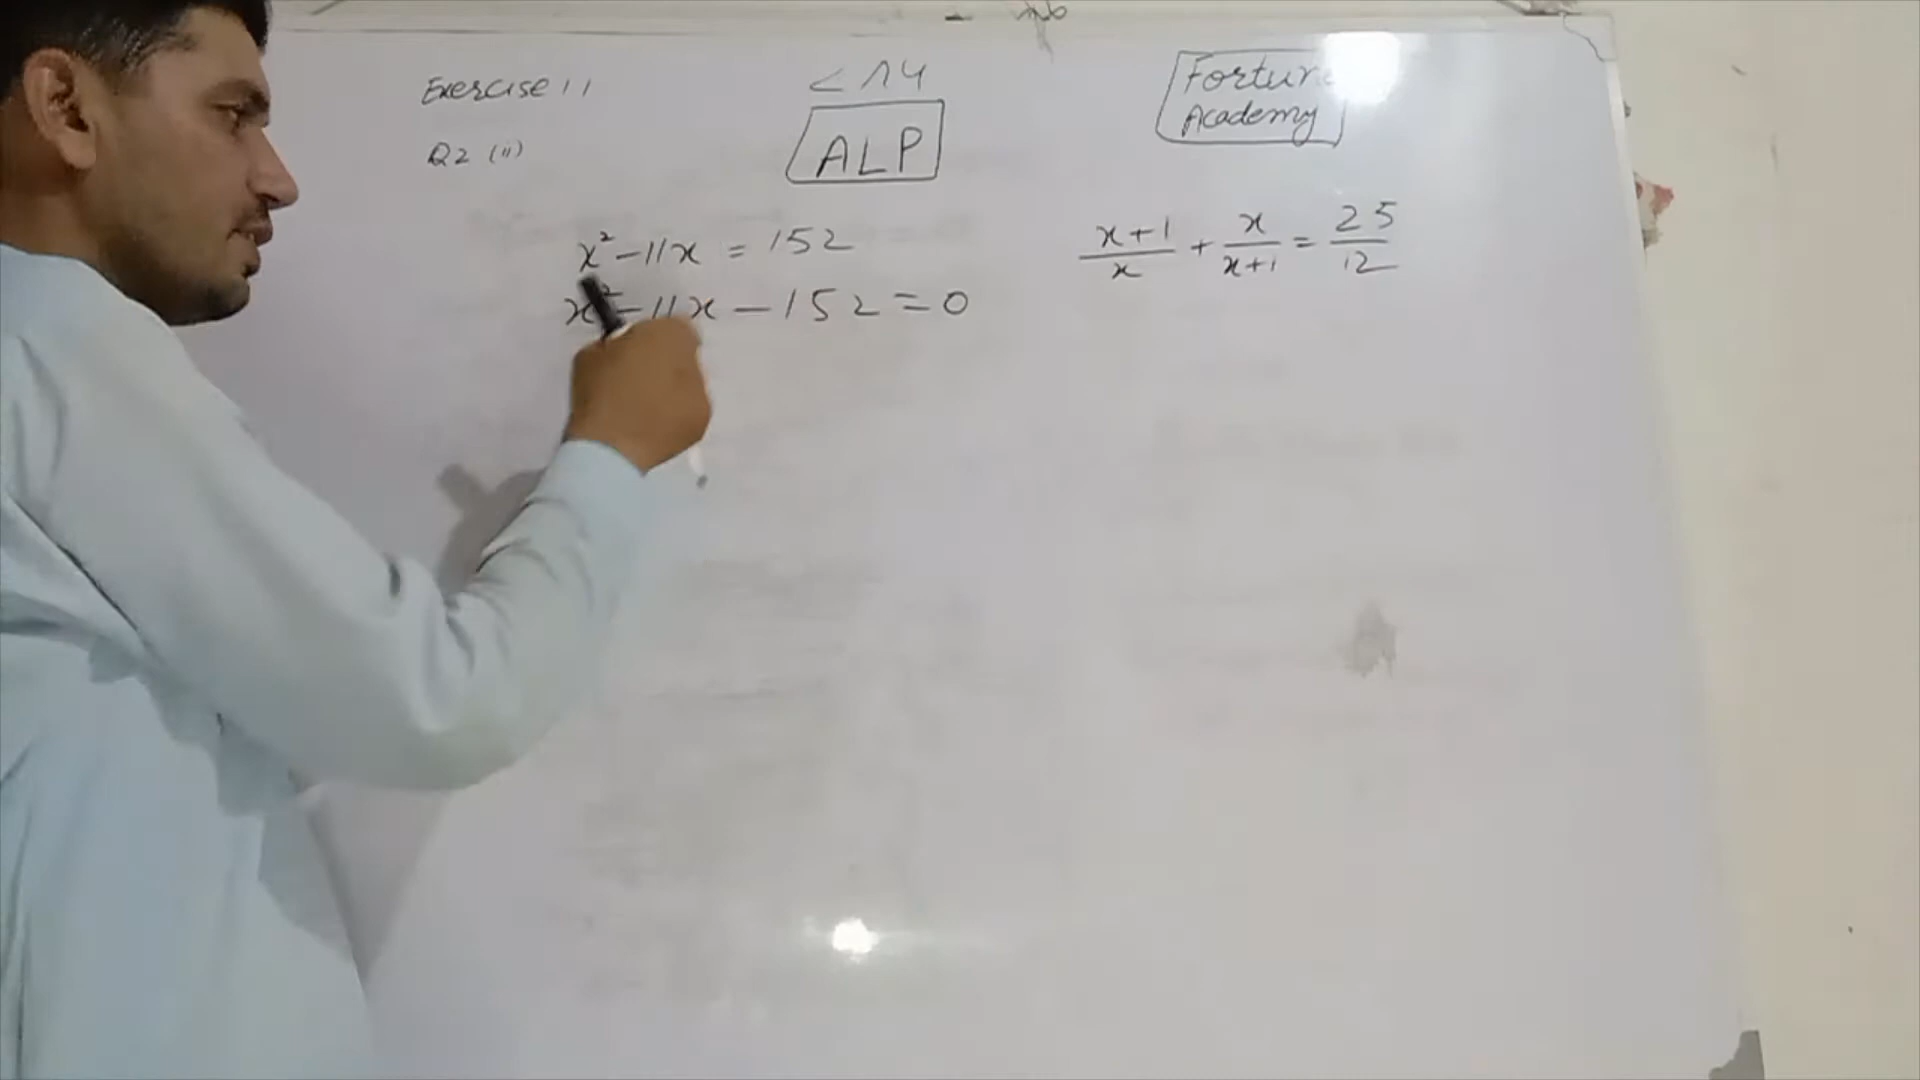 Exercise 11
Q2 (ii)
ALP
Fortune
Academy
x² - 11x = 152
x² - 11x - 152 = 0
(x+1)/x + x/(x+1) = 25/12